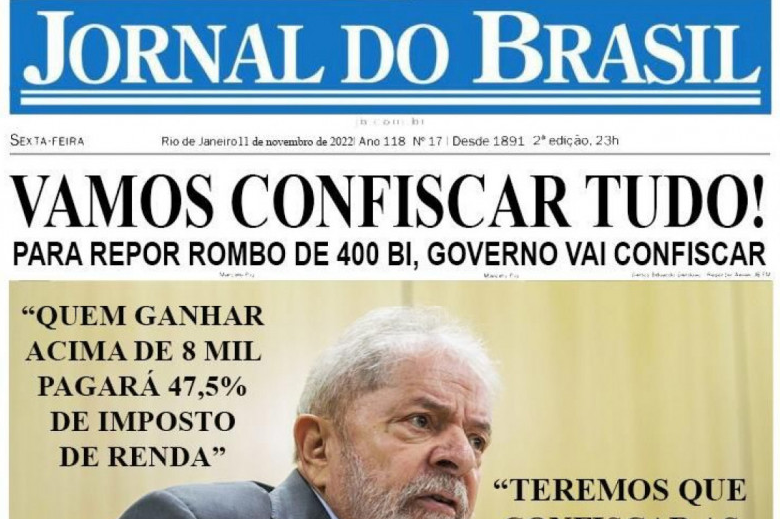 JORNAL DO BRASIL
jb.com.br
SEXTA-FEIRA Rio de Janeiro 11 de novembro de 2022 | Ano 118 Nº 17 | Desde 1891 2ª edição, 23h
VAMOS CONFISCAR TUDO!
PARA REPOR ROMBO DE 400 BI, GOVERNO VAI CONFISCAR
“QUEM GANHAR
ACIMA DE 8 MIL
PAGARÁ 47,5%
DE IMPOSTO
DE RENDA”
“TEREMOS QUE
CONFISCAR AS